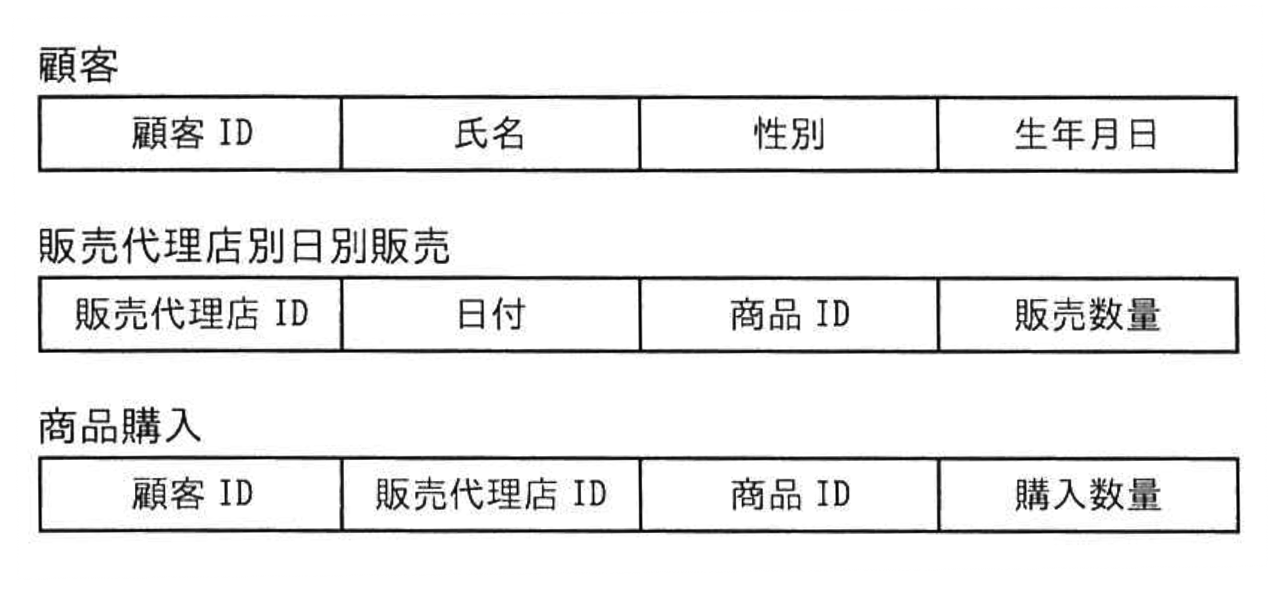 顧客
顧客 ID 氏名 性別 生年月日
販売代理店別日別販売
販売代理店 ID 日付 商品 ID 販売数量
商品購入
顧客 ID 販売代理店 ID 商品 ID 購入数量